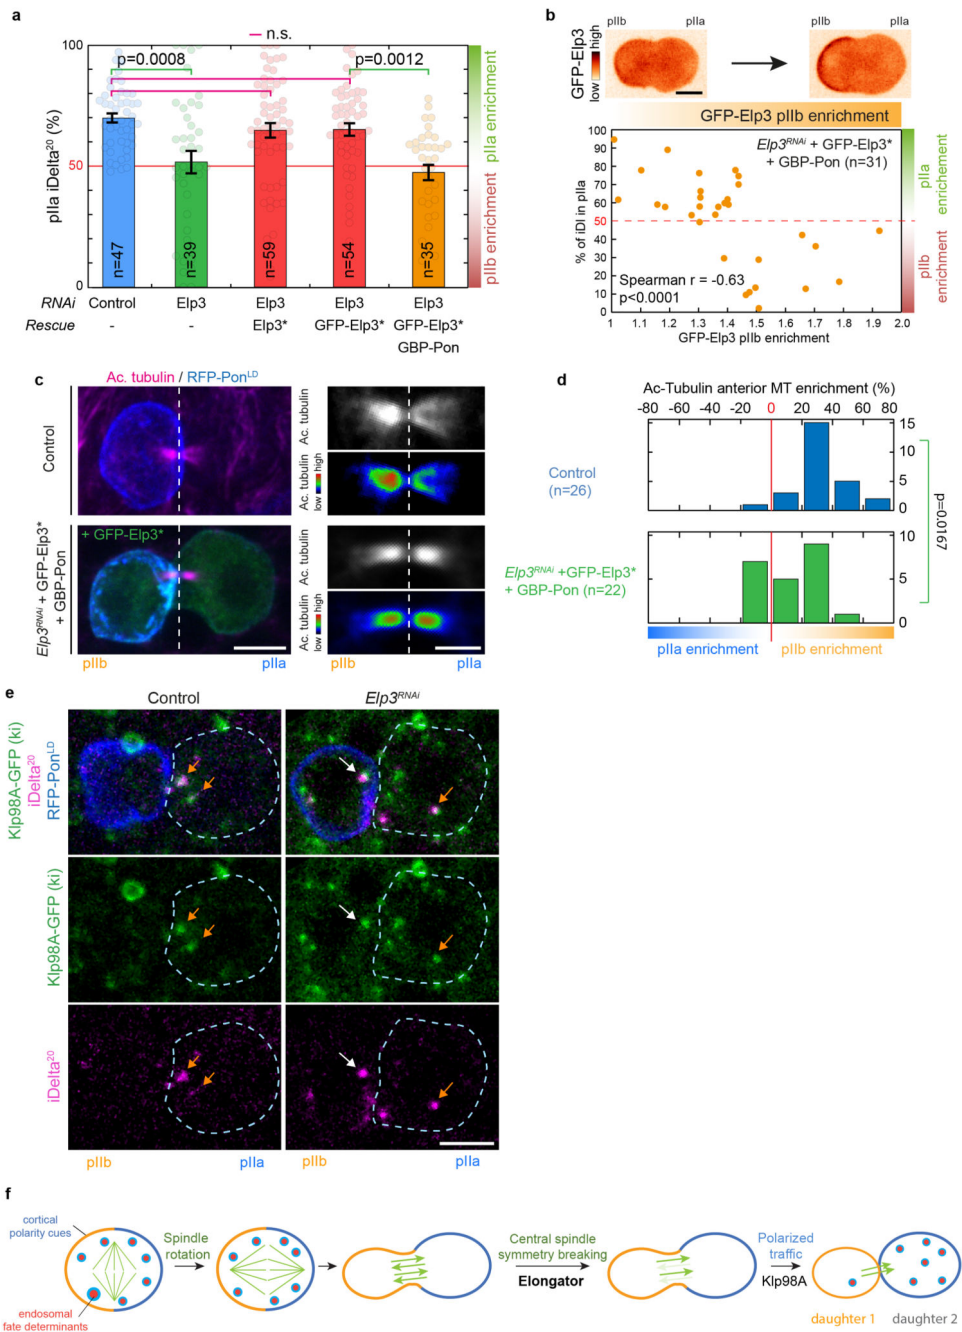 a
n.s.
p=0.0008
p=0.0012
pIIa iDelta20 (%)
100
50
0
pIIa enrichment
pIIb enrichment
n=47
n=39
n=59
n=54
n=35
RNAi Control Elp3 Elp3 Elp3 Elp3
Rescue - - Elp3* GFP-Elp3* GFP-Elp3*
GBP-Pon
b
pIIb pIIa pIIb pIIa
GFP-Elp3
low high
GFP-Elp3 pIIb enrichment
Elp3RNAi + GFP-Elp3*
+ GBP-Pon (n=31)
% of iDl in pIIa
100
90
80
70
60
50
40
30
20
10
0
Spearman r = -0.63
p<0.0001
1 1.1 1.2 1.3 1.4 1.5 1.6 1.7 1.8 1.9 2.0
GFP-Elp3 pIIb enrichment
pIIa
enrichement
pIIb
enrichment
c
Ac. tubulin / RFP-PonLD
Control
Ac. tubulin
Ac. tubulin
low high
Elp3RNAi + GFP-Elp3*
+ GBP-Pon
+ GFP-Elp3*
Ac. tubulin
Ac. tubulin
low high
pIIb pIIa pIIb pIIa
d
Ac-Tubulin anterior MT enrichment (%)
-80 -60 -40 -20 0 20 40 60 80
Control
(n=26)
15
10
5
0
p=0.0167
Elp3RNAi +GFP-Elp3*
+ GBP-Pon (n=22)
10
5
0
pIIa enrichment pIIb enrichment
e
Control Elp3RNAi
Klp98A-GFP (ki)
iDelta20
RFP-PonLD
Klp98A-GFP (ki)
iDelta20
pIIb pIIa pIIb pIIa
f
cortical
polarity cues
endosomal
fate determinants
Spindle
rotation
Central spindle
symmetry breaking
Elongator
Polarized
traffic
Klp98A
daughter 1 daughter 2